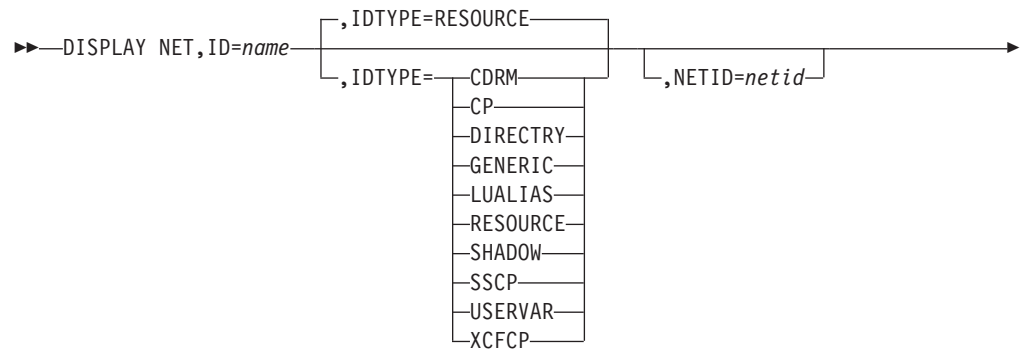 ,IDTYPE=RESOURCE
DISPLAY NET,ID=name
,IDTYPE=
CDRM
CP
DIRECTRY
GENERIC
LUALIAS
RESOURCE
SHADOW
SSCP
USERVAR
XCFCP
,NETID=netid